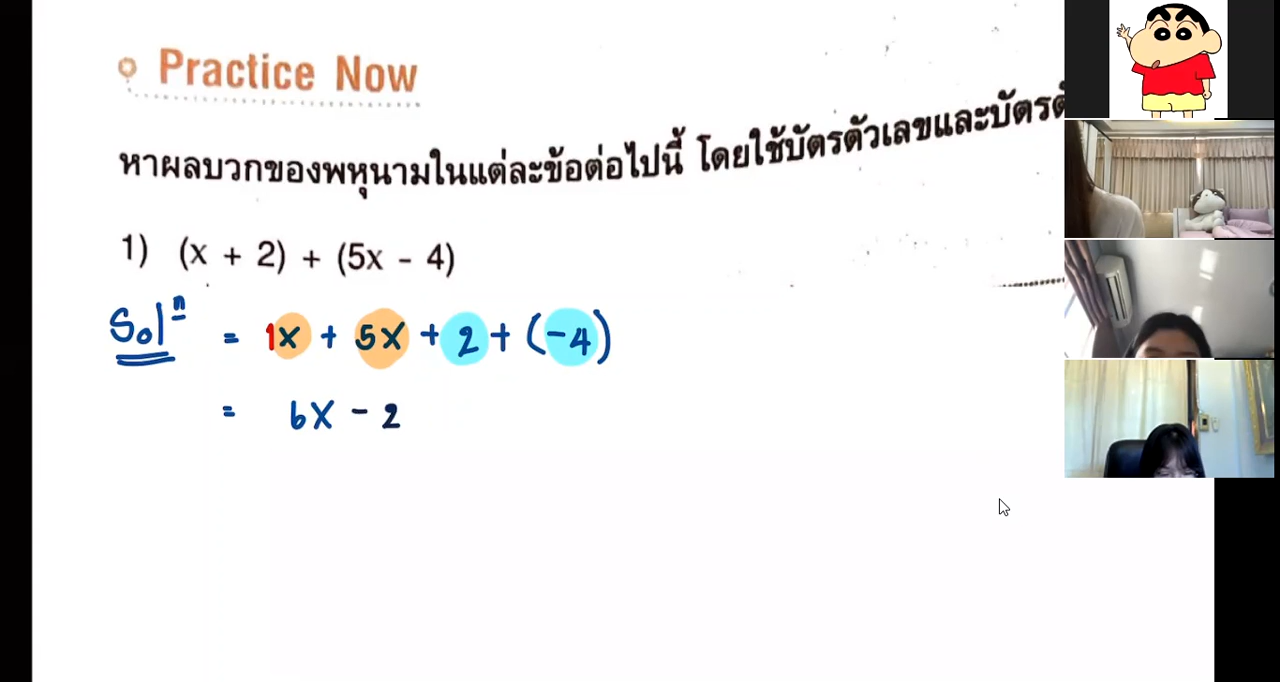 Practice Now
หาผลบวกของพหุนามในแต่ละข้อต่อไปนี้ โดยใช้บัตรตัวเลขและบัตร
1) (x + 2) + (5x - 4)
Solⁿ = 1x + 5x + 2 + (-4)
= 6x - 2